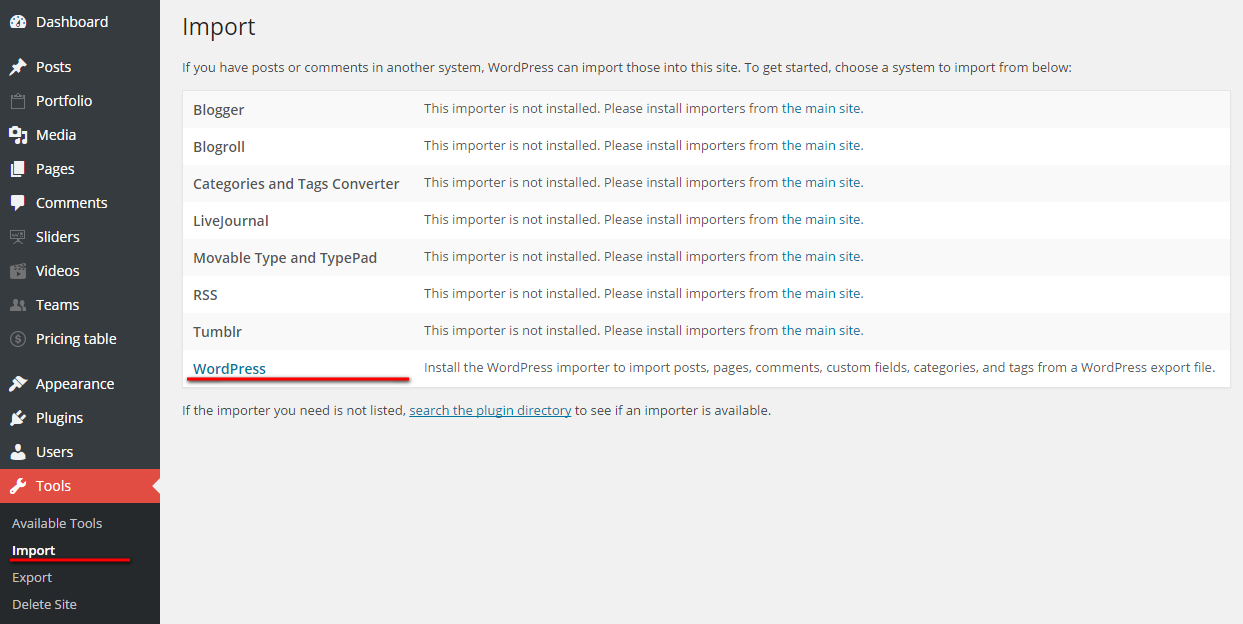 Dashboard
Posts
Portfolio
Media
Pages
Comments
Sliders
Videos
Teams
Pricing table
Appearance
Plugins
Users
Tools
Available Tools
Import
Export
Delete Site
Import
If you have posts or comments in another system, WordPress can import those into this site. To get started, choose a system to import from below:
Blogger This importer is not installed. Please install importers from the main site.
Blogroll This importer is not installed. Please install importers from the main site.
Categories and Tags Converter This importer is not installed. Please install importers from the main site.
LiveJournal This importer is not installed. Please install importers from the main site.
Movable Type and TypePad This importer is not installed. Please install importers from the main site.
RSS This importer is not installed. Please install importers from the main site.
Tumblr This importer is not installed. Please install importers from the main site.
WordPress Install the WordPress importer to import posts, pages, comments, custom fields, categories, and tags from a WordPress export file.
If the importer you need is not listed, search the plugin directory to see if an importer is available.